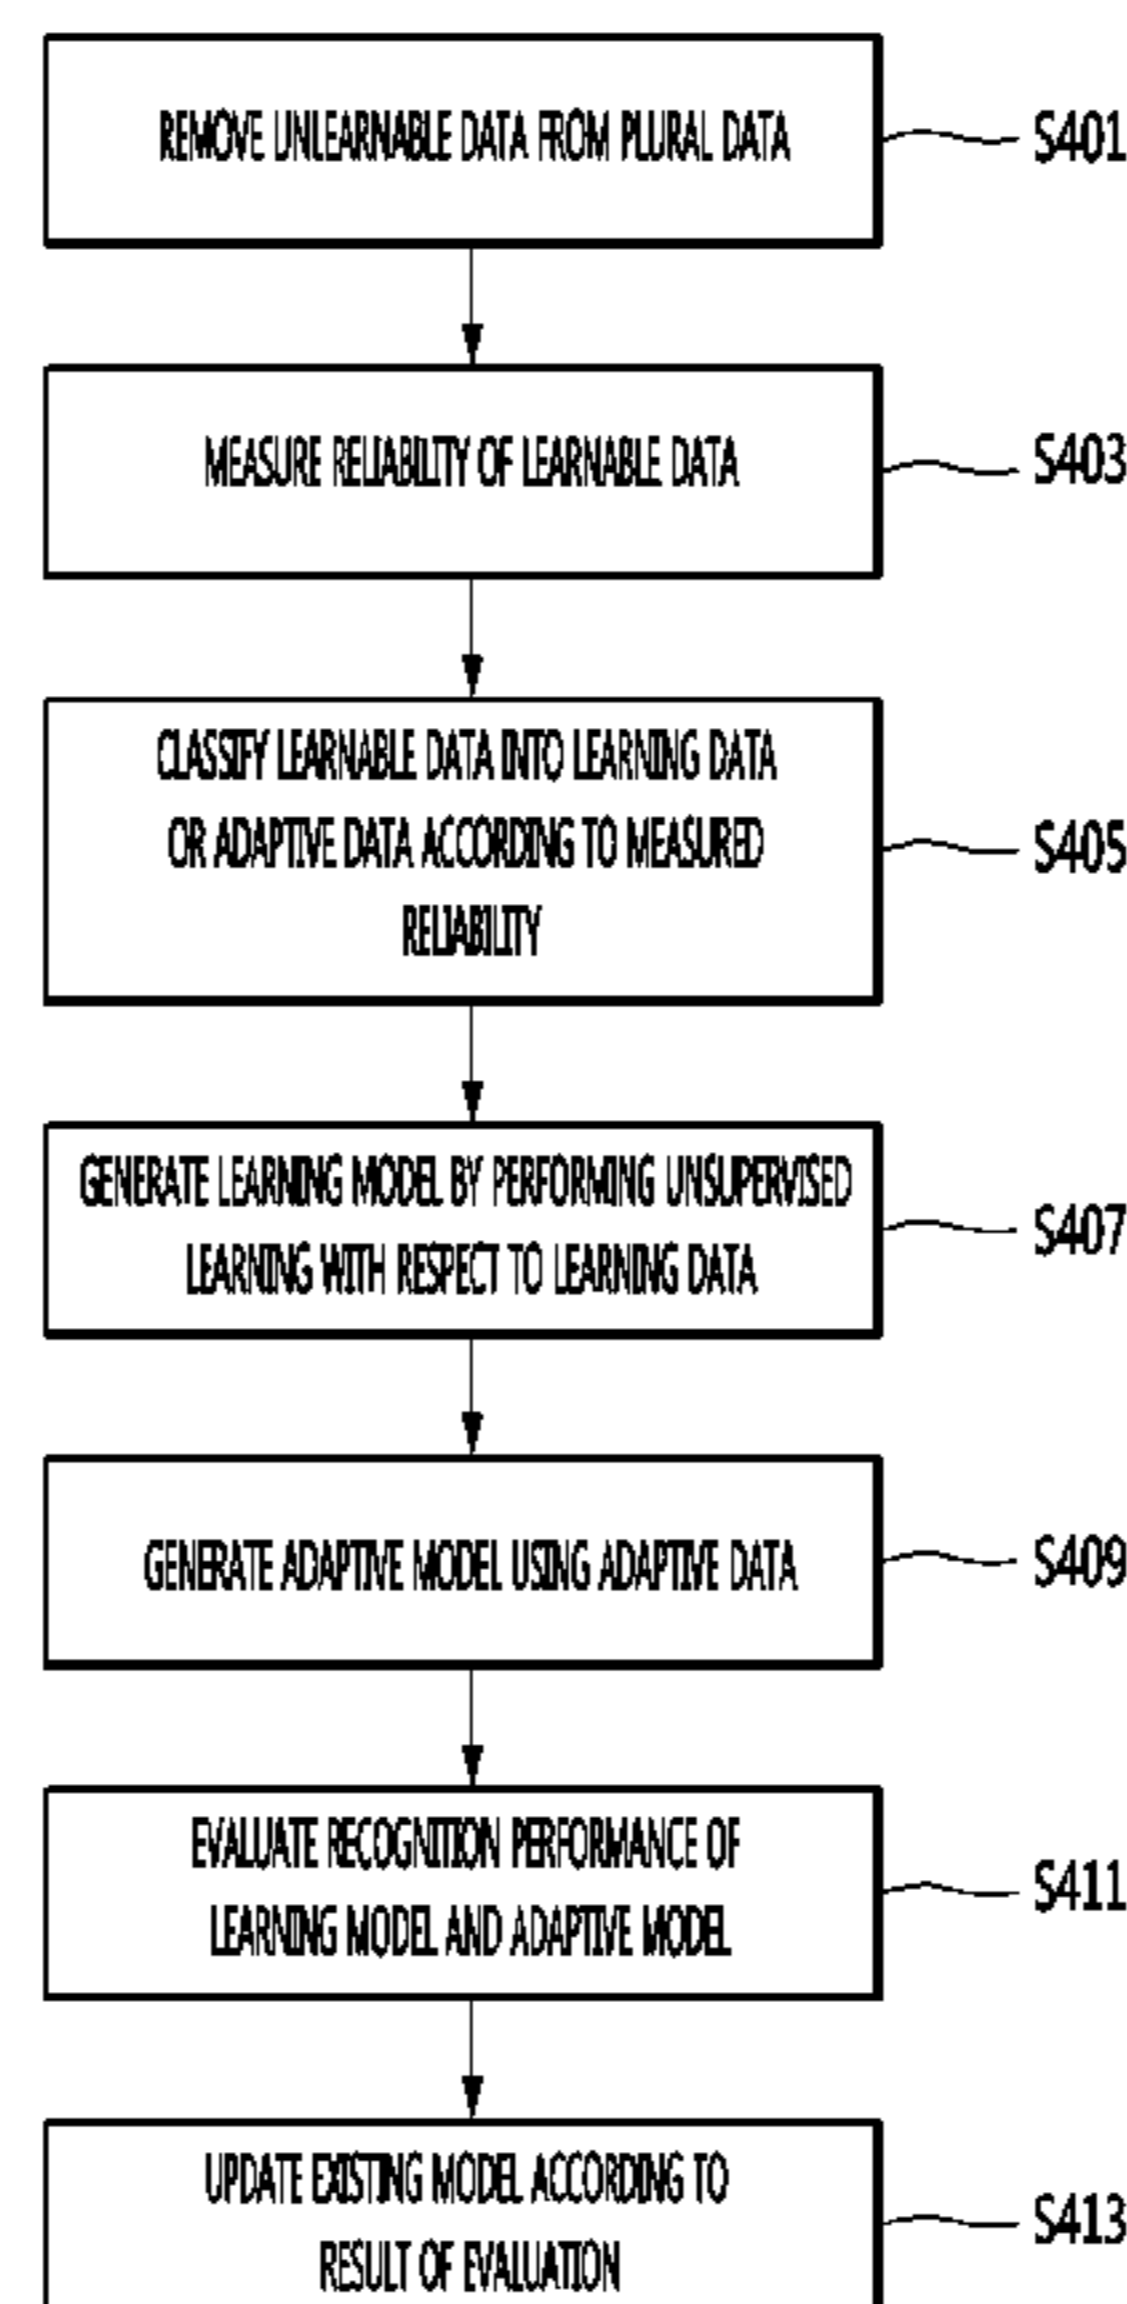 REMOVE UNLEARNABLE DATA FROM PLURAL DATA
S401
MEASURE RELIABILITY OF LEARNABLE DATA
S403
CLASSIFY LEARNABLE DATA INTO LEARNING DATA
OR ADAPTIVE DATA ACCORDING TO MEASURED
RELIABILITY
S405
GENERATE LEARNING MODEL BY PERFORMING UNSUPERVISED
LEARNING WITH RESPECT TO LEARNING DATA
S407
GENERATE ADAPTIVE MODEL USING ADAPTIVE DATA
S409
EVALUATE RECOGNITION PERFORMANCE OF
LEARNING MODEL AND ADAPTIVE MODEL
S411
UPDATE EXISTING MODEL ACCORDING TO
RESULT OF EVALUATION
S413